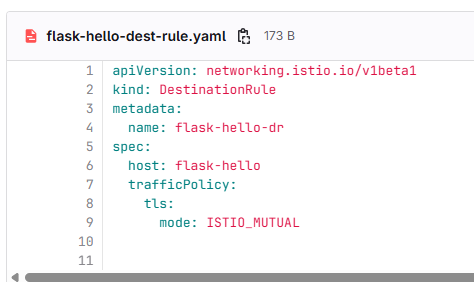 flask-hello-dest-rule.yaml 173 B
1 apiVersion: networking.istio.io/v1beta1
2 kind: DestinationRule
3 metadata:
4   name: flask-hello-dr
5 spec:
6   host: flask-hello
7   trafficPolicy:
8     tls:
9       mode: ISTIO_MUTUAL
10
11